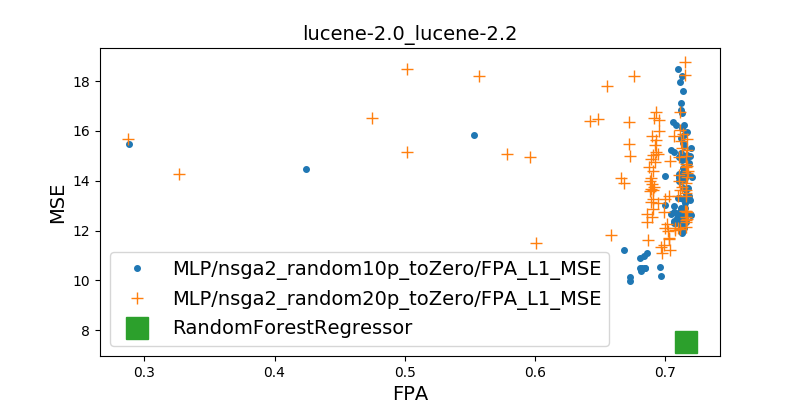 lucene-2.0_lucene-2.2
18
16
14
12
10
8
MSE
MLP/nsga2_random10p_toZero/FPA_L1_MSE
MLP/nsga2_random20p_toZero/FPA_L1_MSE
RandomForestRegressor
0.3 0.4 0.5 0.6 0.7
FPA